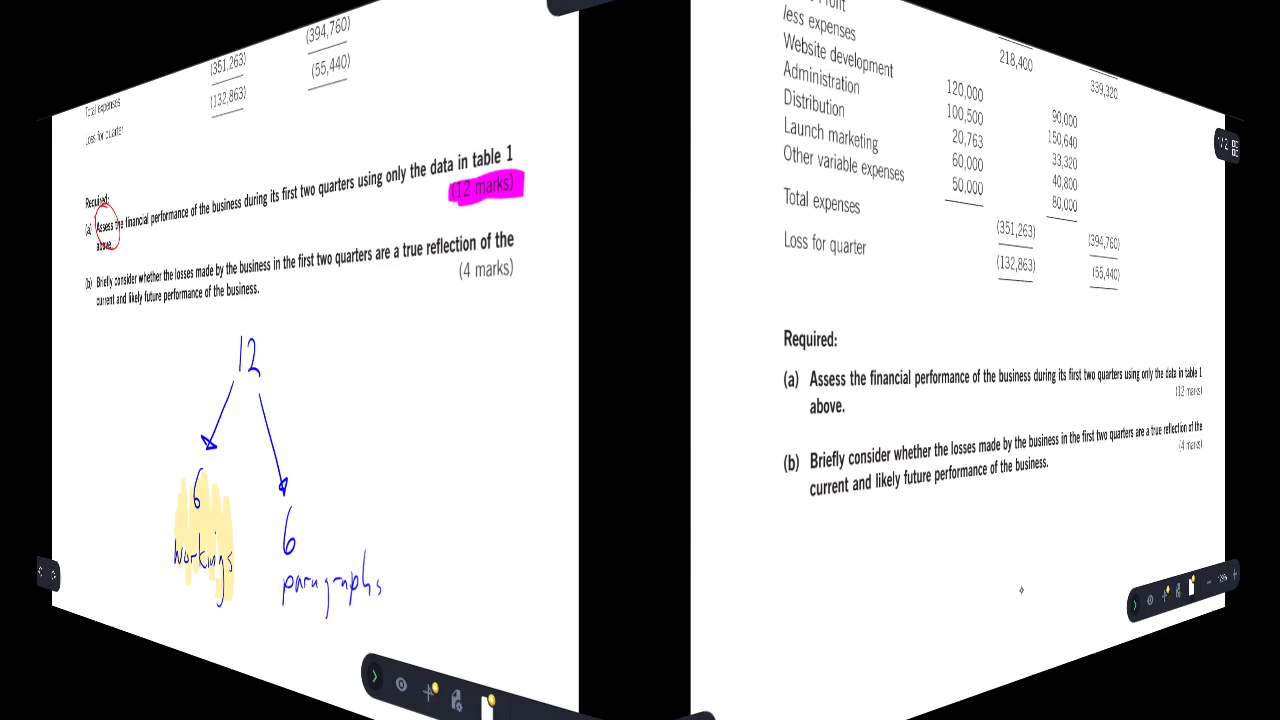 (394,760)
(351,263)
(55,440)
Total expenses
(132,863)
Loss for quarter
Required:
(a) Assess the financial performance of the business during its first two quarters using only the data in table 1
above.
(12 marks)
(b) Briefly consider whether the losses made by the business in the first two quarters are a true reflection of the
current and likely future performance of the business.
(4 marks)
12
6
workings
6
paragraphs
less expenses
218,400
339,320
Website development
120,000
90,000
Administration
100,500
150,640
Distribution
20,763
33,320
Launch marketing
60,000
40,800
Other variable expenses
50,000
80,000
Total expenses
(351,263)
(394,760)
Loss for quarter
(132,863)
(55,440)
Required:
(a) Assess the financial performance of the business during its first two quarters using only the data in table 1
above.
(12 marks)
(b) Briefly consider whether the losses made by the business in the first two quarters are a true reflection of the
current and likely future performance of the business.
(4 marks)